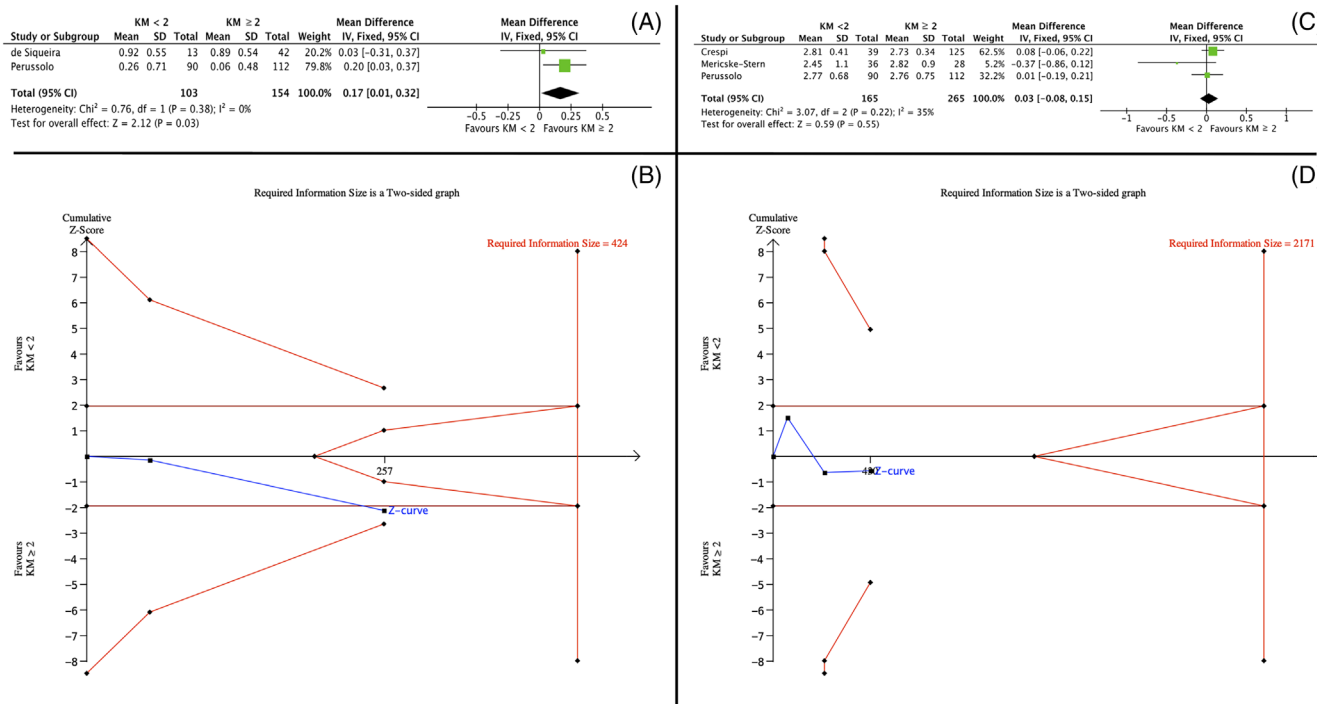 (A)
KM < 2 KM ≥ 2 Mean Difference Mean Difference
Study or Subgroup Mean SD Total Mean SD Total Weight IV, Fixed, 95% CI IV, Fixed, 95% CI
de Siqueira 0.92 0.55 13 0.89 0.54 42 20.2% 0.03 [-0.31, 0.37]
Perussolo 0.26 0.71 90 0.06 0.48 112 79.8% 0.20 [0.03, 0.37]
Total (95% CI) 103 154 100.0% 0.17 [0.01, 0.32]
Heterogeneity: Chi² = 0.76, df = 1 (P = 0.38); I² = 0%
Test for overall effect: Z = 2.12 (P = 0.03)
-0.5 -0.25 0 0.25 0.5
Favours KM < 2 Favours KM ≥ 2
(C)
KM <2 KM ≥ 2 Mean Difference Mean Difference
Study or Subgroup Mean SD Total Mean SD Total Weight IV, Fixed, 95% CI IV, Fixed, 95% CI
Crespi 2.81 0.41 39 2.73 0.34 125 62.5% 0.08 [-0.06, 0.22]
Mericske-Stern 2.45 1.1 36 2.82 0.9 28 5.2% -0.37 [-0.86, 0.12]
Perussolo 2.77 0.68 90 2.76 0.75 112 32.2% 0.01 [-0.19, 0.21]
Total (95% CI) 165 265 100.0% 0.03 [-0.08, 0.15]
Heterogeneity: Chi² = 3.07, df = 2 (P = 0.22); I² = 35%
Test for overall effect: Z = 0.59 (P = 0.55)
-1 -0.5 0 0.5 1
Favours KM < 2 Favours KM ≥ 2
(B)
Required Information Size is a Two-sided graph
Cumulative
Z-Score
Required Information Size = 424
8
7
6
5
4
3
2
1
-1
-2
-3
-4
-5
-6
-7
-8
Favours
KM < 2
Favours
KM ≥ 2
257
Z-curve
(D)
Required Information Size is a Two-sided graph
Cumulative
Z-Score
Required Information Size = 2171
8
7
6
5
4
3
2
1
-1
-2
-3
-4
-5
-6
-7
-8
Favours
KM <2
Favours
KM ≥ 2
Z-curve